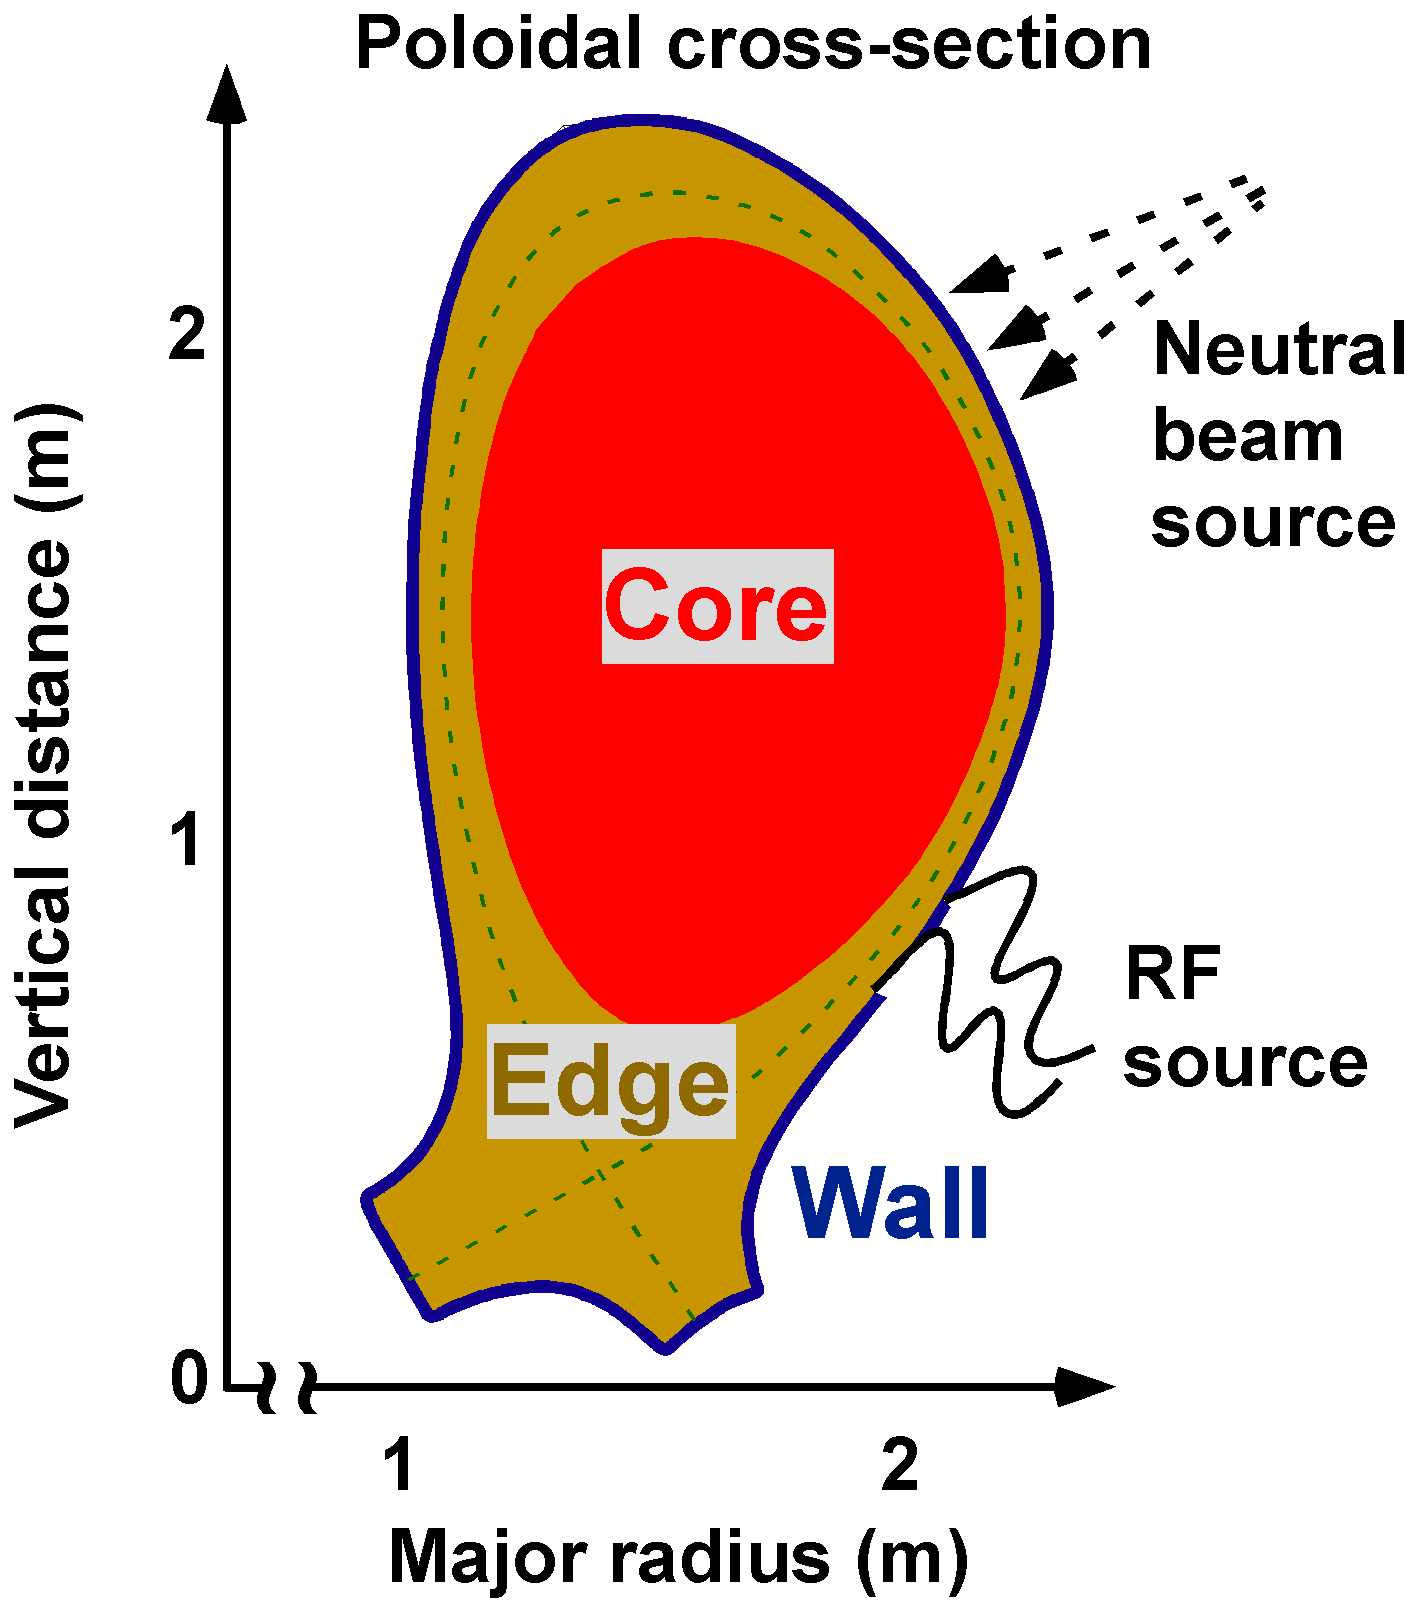 Poloidal cross-section
2
Neutral
beam
source
Core
Vertical distance (m)
1
RF
source
Edge
Wall
0
1 2
Major radius (m)